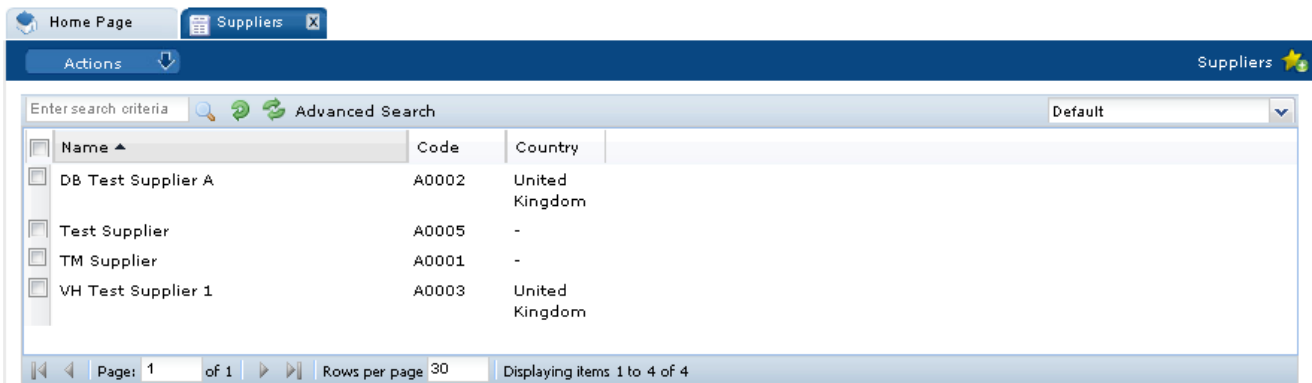 Home Page Suppliers
Actions Suppliers
Enter search criteria Advanced Search Default
Name Code Country
DB Test Supplier A A0002 United
Kingdom
Test Supplier A0005 -
TM Supplier A0001 -
VH Test Supplier 1 A0003 United
Kingdom
Page: 1 of 1 Rows per page 30 Displaying items 1 to 4 of 4